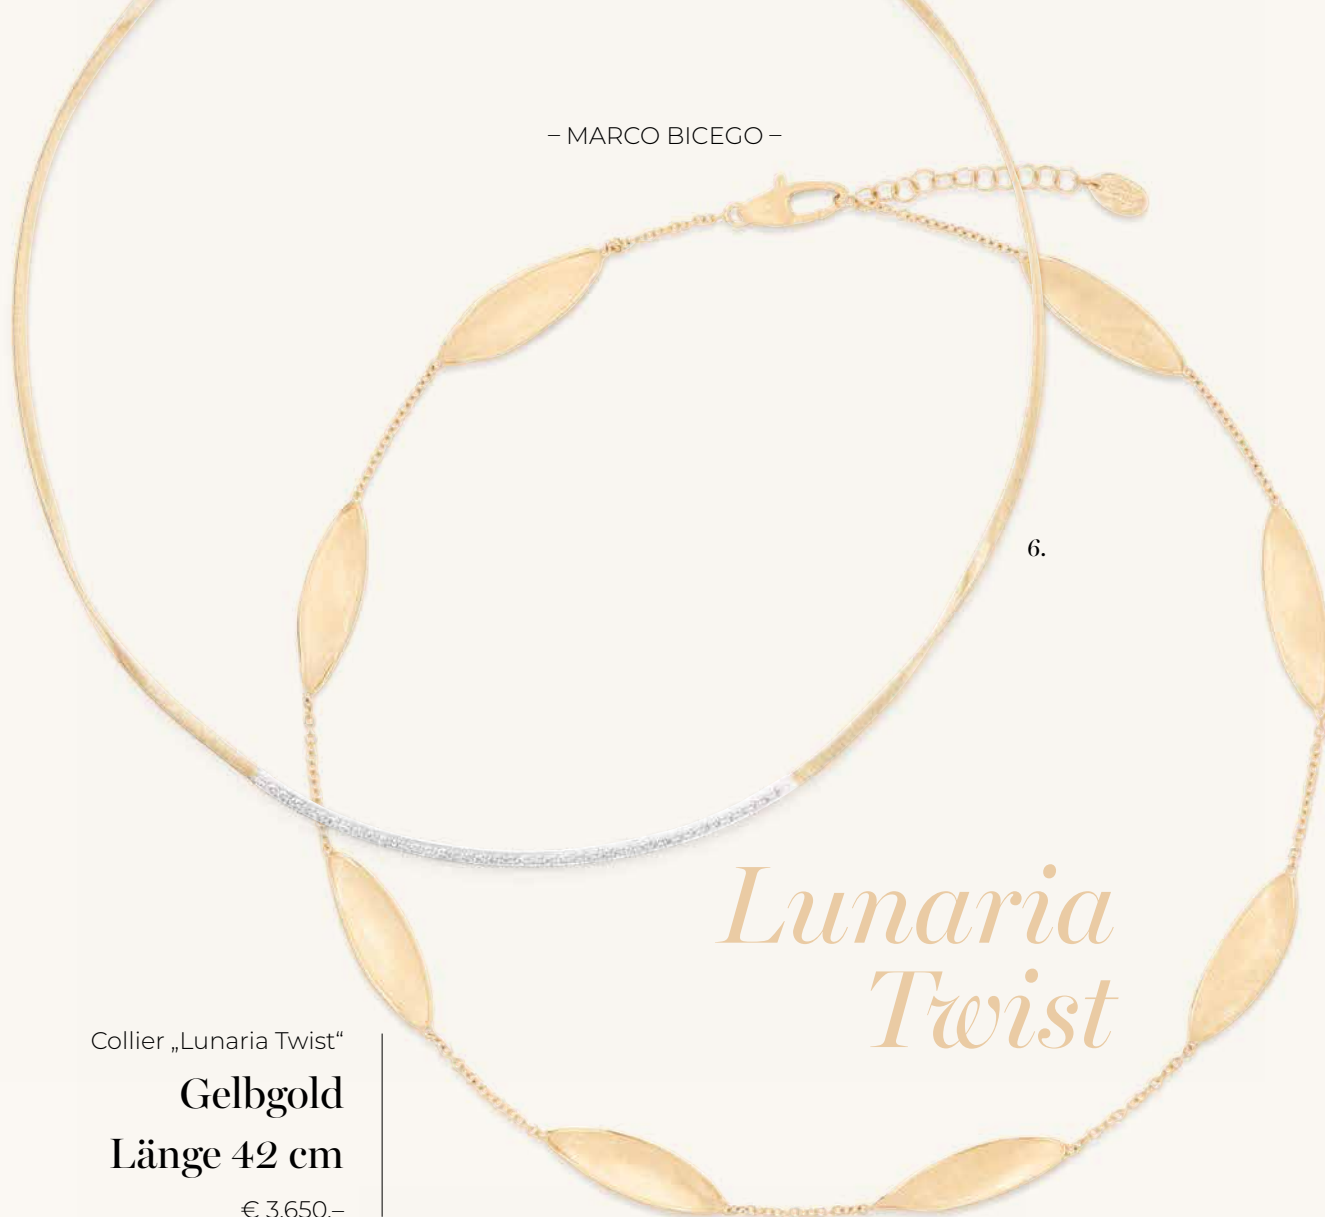 – MARCO BICEGO –
6.
Lunaria
Twist
Collier „Lunaria Twist“
Gelbgold
Länge 42 cm
€ 3.650,–